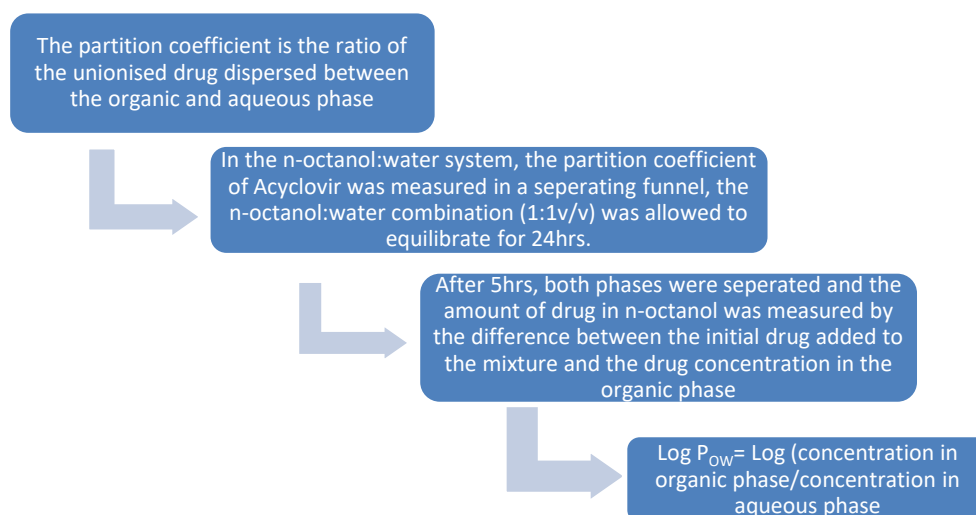 The partition coefficient is the ratio of
the unionised drug dispersed between
the organic and aqueous phase
In the n-octanol:water system, the partition coefficient
of Acyclovir was measured in a seperating funnel, the
n-octanol:water combination (1:1v/v) was allowed to
equilibrate for 24hrs.
After 5hrs, both phases were seperated and the
amount of drug in n-octanol was measured by
the difference between the initial drug added to
the mixture and the drug concentration in the
organic phase
Log P_OW= Log (concentration in
organic phase/concentration in
aqueous phase